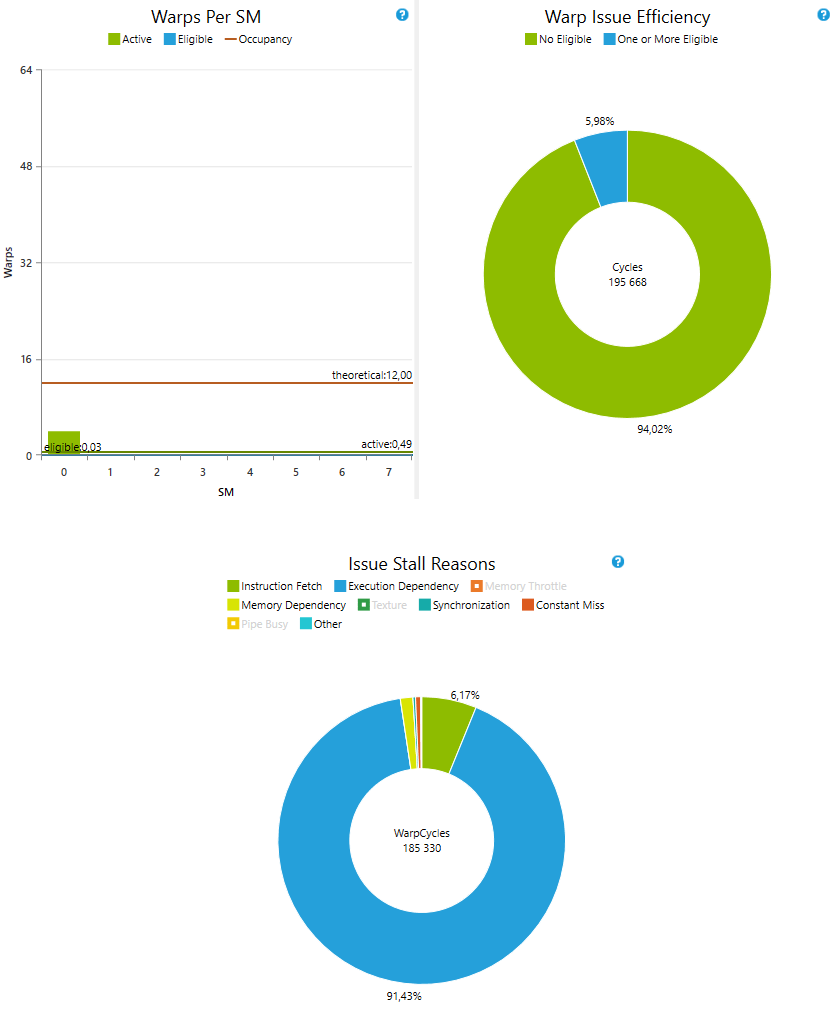 Warps Per SM
?
Active Eligible Occupancy
64
48
32
16
0
Warps
theoretical:12,00
eligible:0,03
active:0,49
0 1 2 3 4 5 6 7
SM
Warp Issue Efficiency
?
No Eligible One or More Eligible
5,98%
Cycles
195 668
94,02%
Issue Stall Reasons
?
Instruction Fetch Execution Dependency Memory Throttle
Memory Dependency Texture Synchronization Constant Miss
Pipe Busy Other
6,17%
WarpCycles
185 330
91,43%